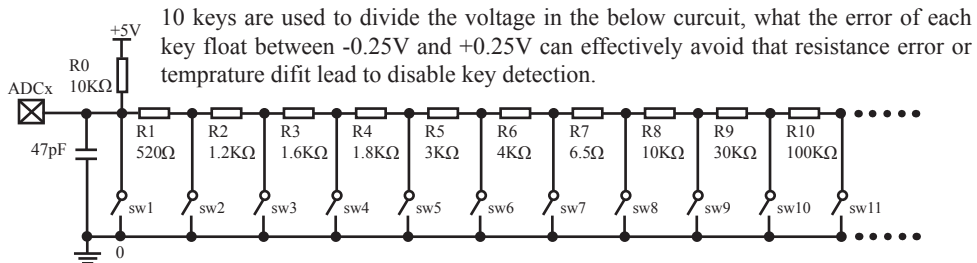 10 keys are used to divide the voltage in the below curcuit, what the error of each
key float between -0.25V and +0.25V can effectively avoid that resistance error or
temprature difit lead to disable key detection.
+5V
R0
10KΩ
ADCx
47pF
R1 R2 R3 R4 R5 R6 R7 R8 R9 R10
520Ω 1.2KΩ 1.6KΩ 1.8KΩ 3KΩ 4KΩ 6.5Ω 10KΩ 30KΩ 100KΩ
sw1 sw2 sw3 sw4 sw5 sw6 sw7 sw8 sw9 sw10 sw11
0